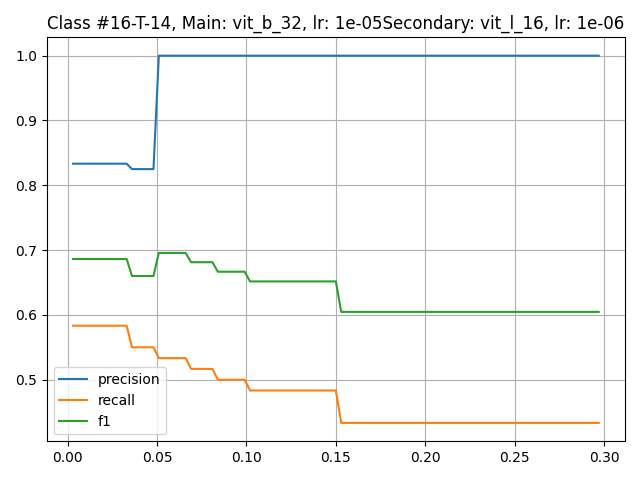 Class #16-T-14, Main: vit_b_32, lr: 1e-05Secondary: vit_l_16, lr: 1e-06
1.0
0.9
0.8
0.7
0.6
0.5
precision
recall
f1
0.00 0.05 0.10 0.15 0.20 0.25 0.30